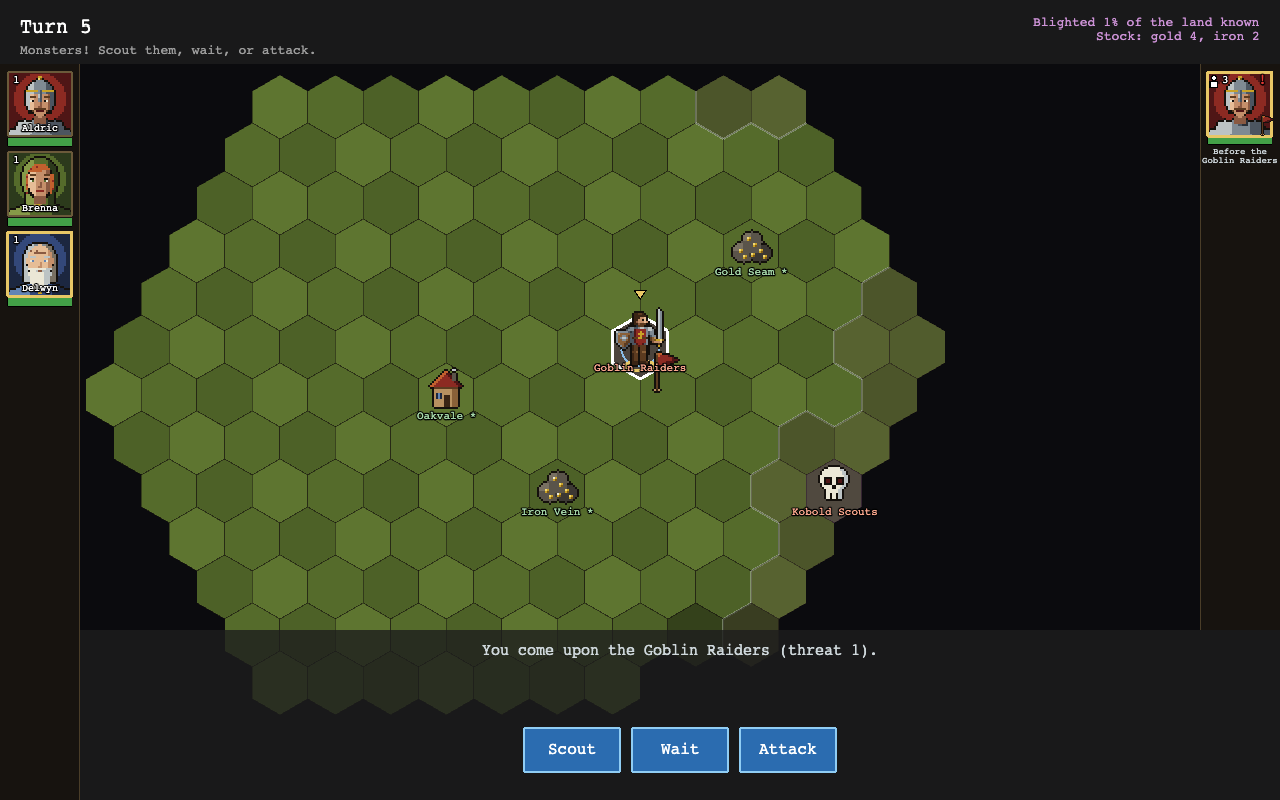 Turn 5
Monsters! Scout them, wait, or attack.
Blighted 1% of the land known
Stock: gold 4, iron 2
1
Aldric
1
Brenna
1
Delwyn
3
!
Before the
Goblin Raiders
Gold Seam *
Goblin Raiders
Oakvale *
Iron Vein *
Kobold Scouts
You come upon the Goblin Raiders (threat 1).
Scout
Wait
Attack